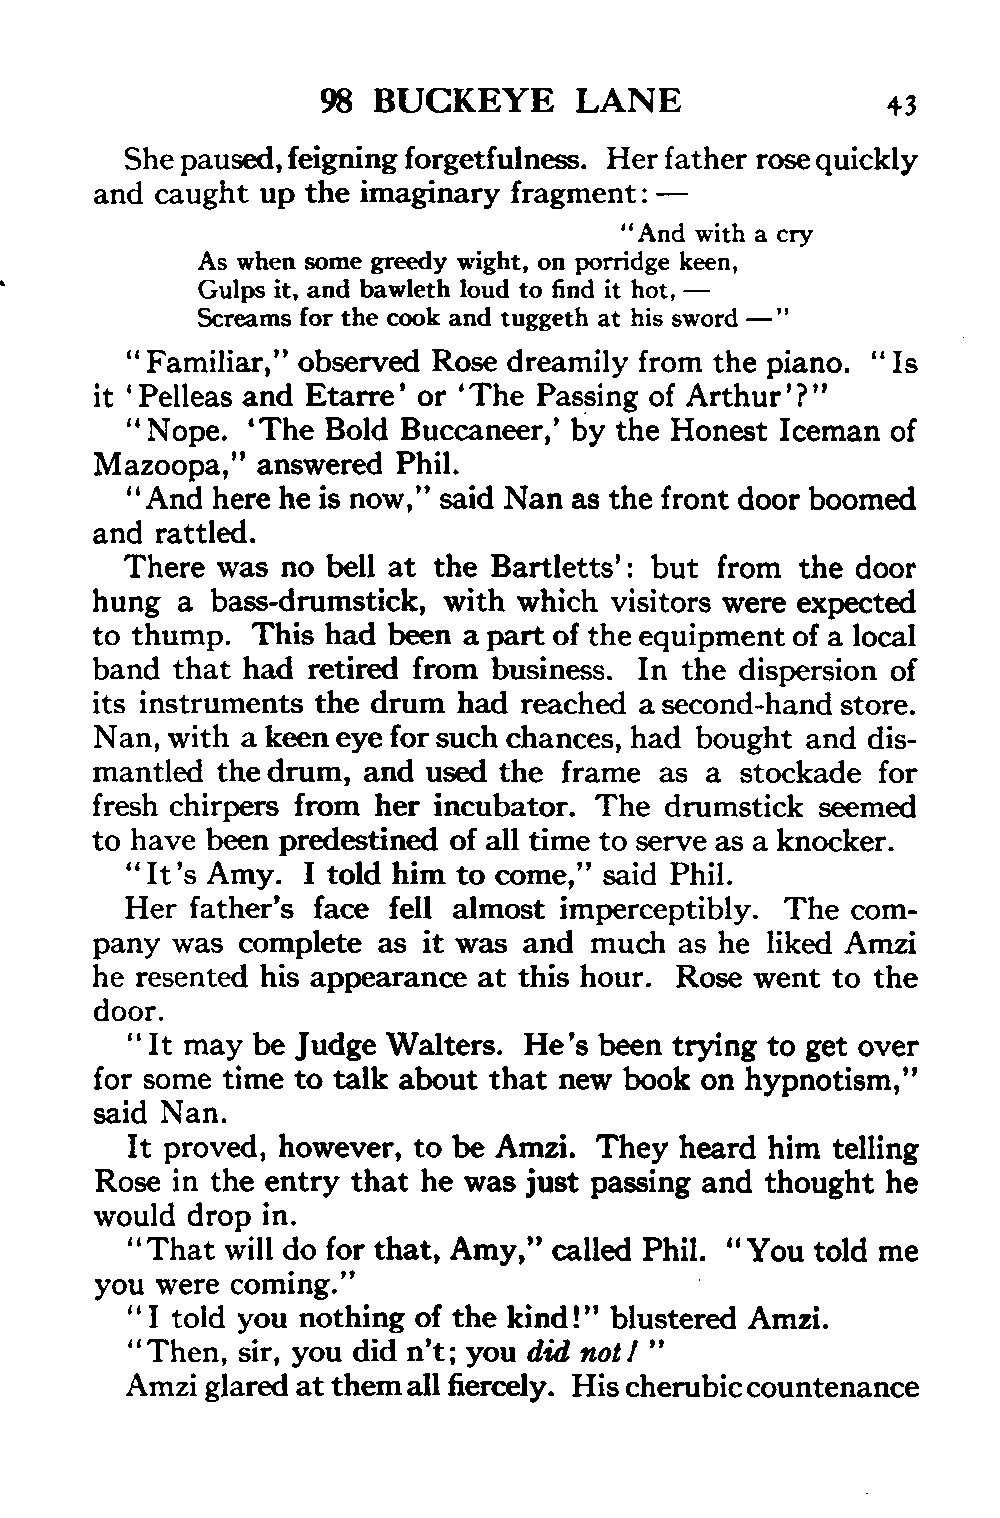 98 BUCKEYE LANE 43
She paused, feigning forgetfulness. Her father rose quickly
and caught up the imaginary fragment: —
"And with a cry
As when some greedy wight, on porridge keen,
Gulps it, and bawleth loud to find it hot, —
Screams for the cook and tuggeth at his sword —"
"Familiar," observed Rose dreamily from the piano. "Is
it 'Pelleas and Etarre' or 'The Passing of Arthur'?"
"Nope. 'The Bold Buccaneer,' by the Honest Iceman of
Mazoopa," answered Phil.
"And here he is now," said Nan as the front door boomed
and rattled.
There was no bell at the Bartletts': but from the door
hung a bass-drumstick, with which visitors were expected
to thump. This had been a part of the equipment of a local
band that had retired from business. In the dispersion of
its instruments the drum had reached a second-hand store.
Nan, with a keen eye for such chances, had bought and dis-
mantled the drum, and used the frame as a stockade for
fresh chirpers from her incubator. The drumstick seemed
to have been predestined of all time to serve as a knocker.
"It's Amy. I told him to come," said Phil.
Her father's face fell almost imperceptibly. The com-
pany was complete as it was and much as he liked Amzi
he resented his appearance at this hour. Rose went to the
door.
"It may be Judge Walters. He's been trying to get over
for some time to talk about that new book on hypnotism,"
said Nan.
It proved, however, to be Amzi. They heard him telling
Rose in the entry that he was just passing and thought he
would drop in.
"That will do for that, Amy," called Phil. "You told me
you were coming."
"I told you nothing of the kind!" blustered Amzi.
"Then, sir, you did n't; you did not!"
Amzi glared at them all fiercely. His cherubic countenance